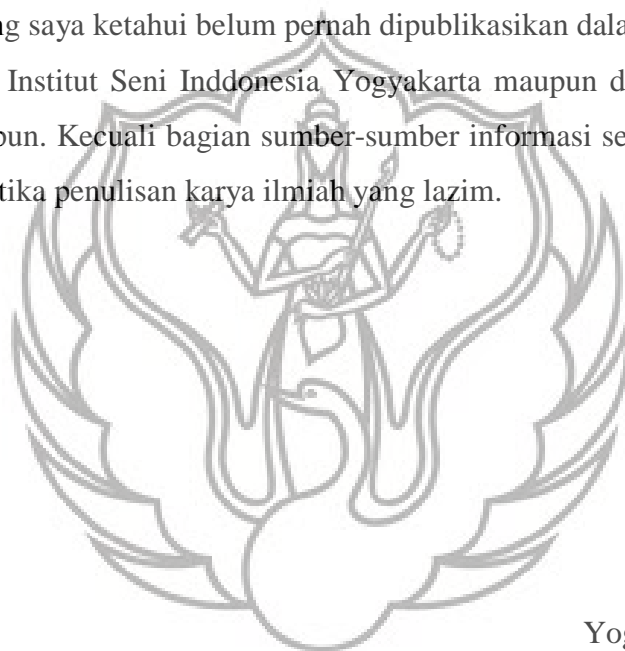 ng saya ketahui belum pernah dipublikasikan dala
Institut Seni Inddonesia Yogyakarta maupun d
pun. Kecuali bagian sumber-sumber informasi se
tika penulisan karya ilmiah yang lazim.
Yog